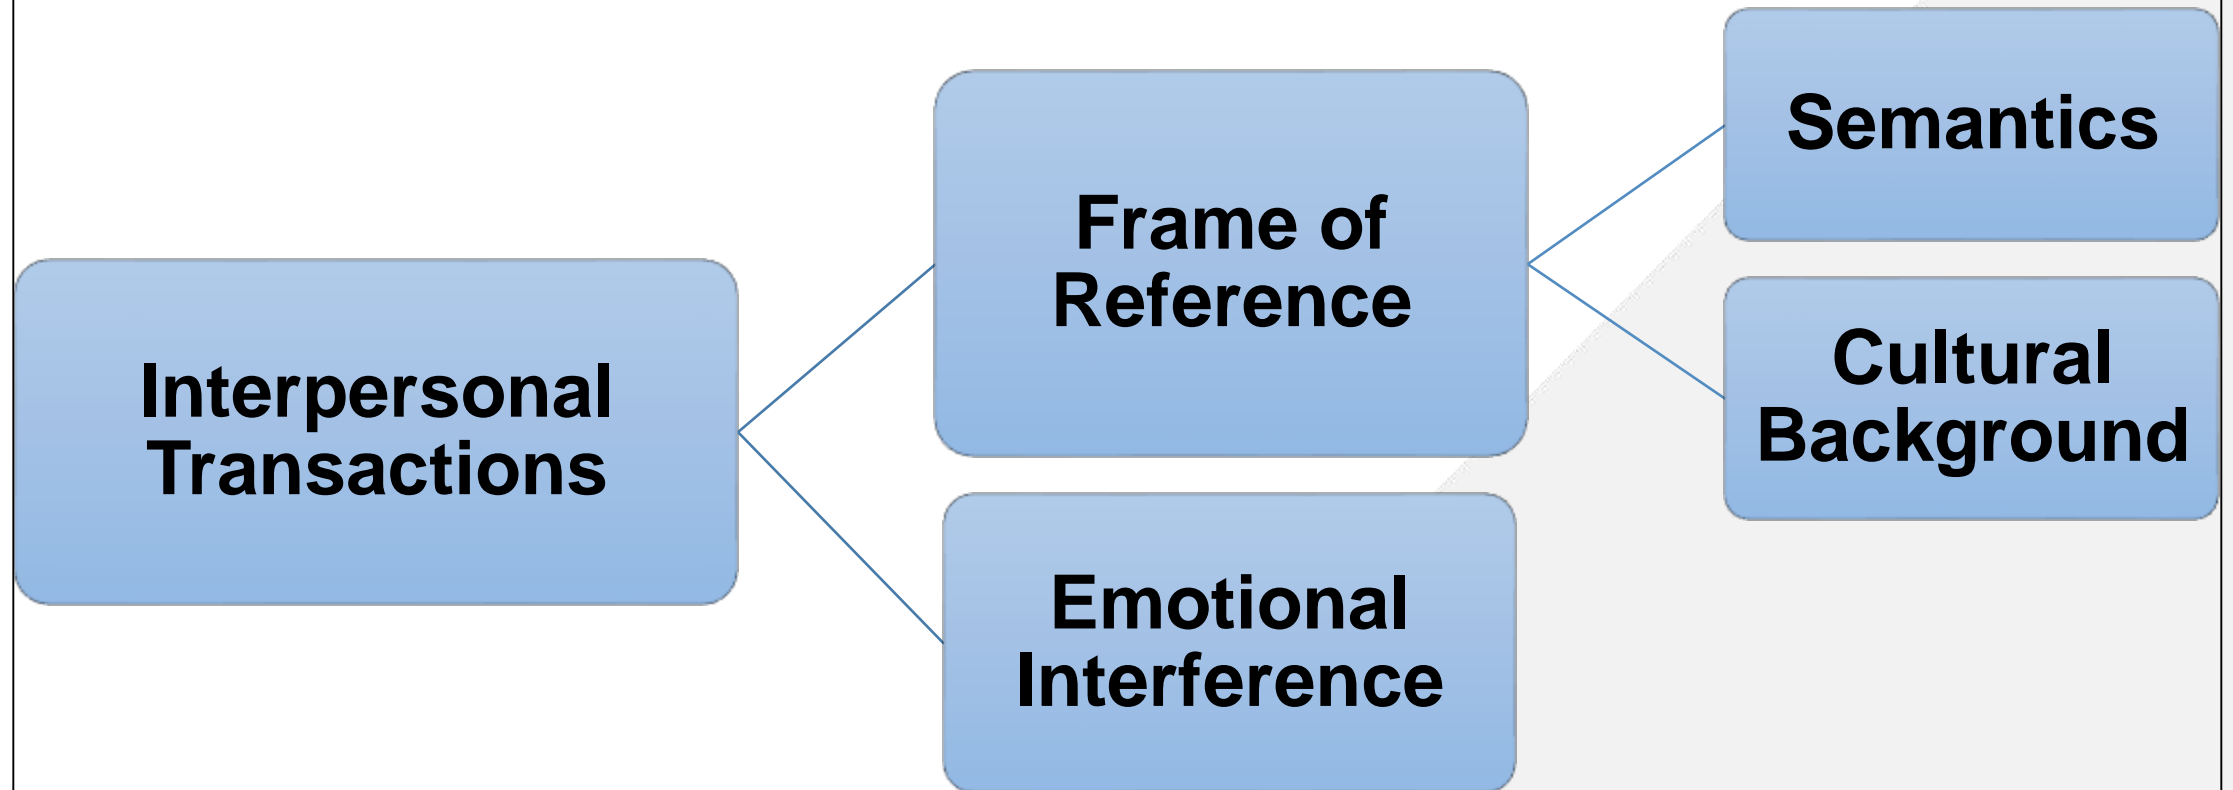 Interpersonal
Transactions
Frame of
Reference
Emotional
Interference
Semantics
Cultural
Background